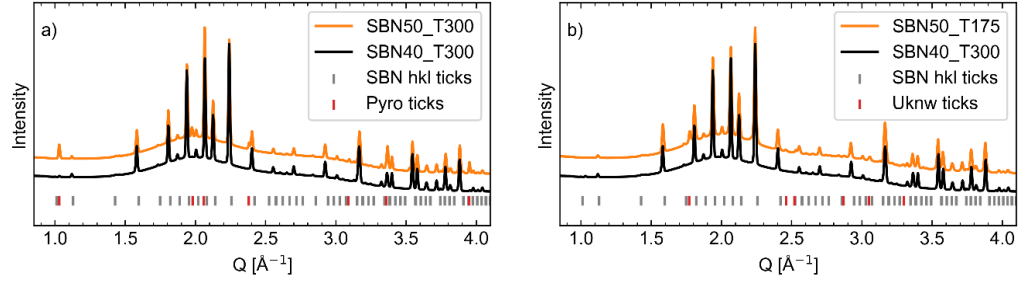 a)
SBN50_T300
SBN40_T300
SBN hkl ticks
Pyro ticks
Intensity
1.0 1.5 2.0 2.5 3.0 3.5 4.0
Q [Å⁻¹]
b)
SBN50_T175
SBN40_T300
SBN hkl ticks
Uknw ticks
Intensity
1.0 1.5 2.0 2.5 3.0 3.5 4.0
Q [Å⁻¹]